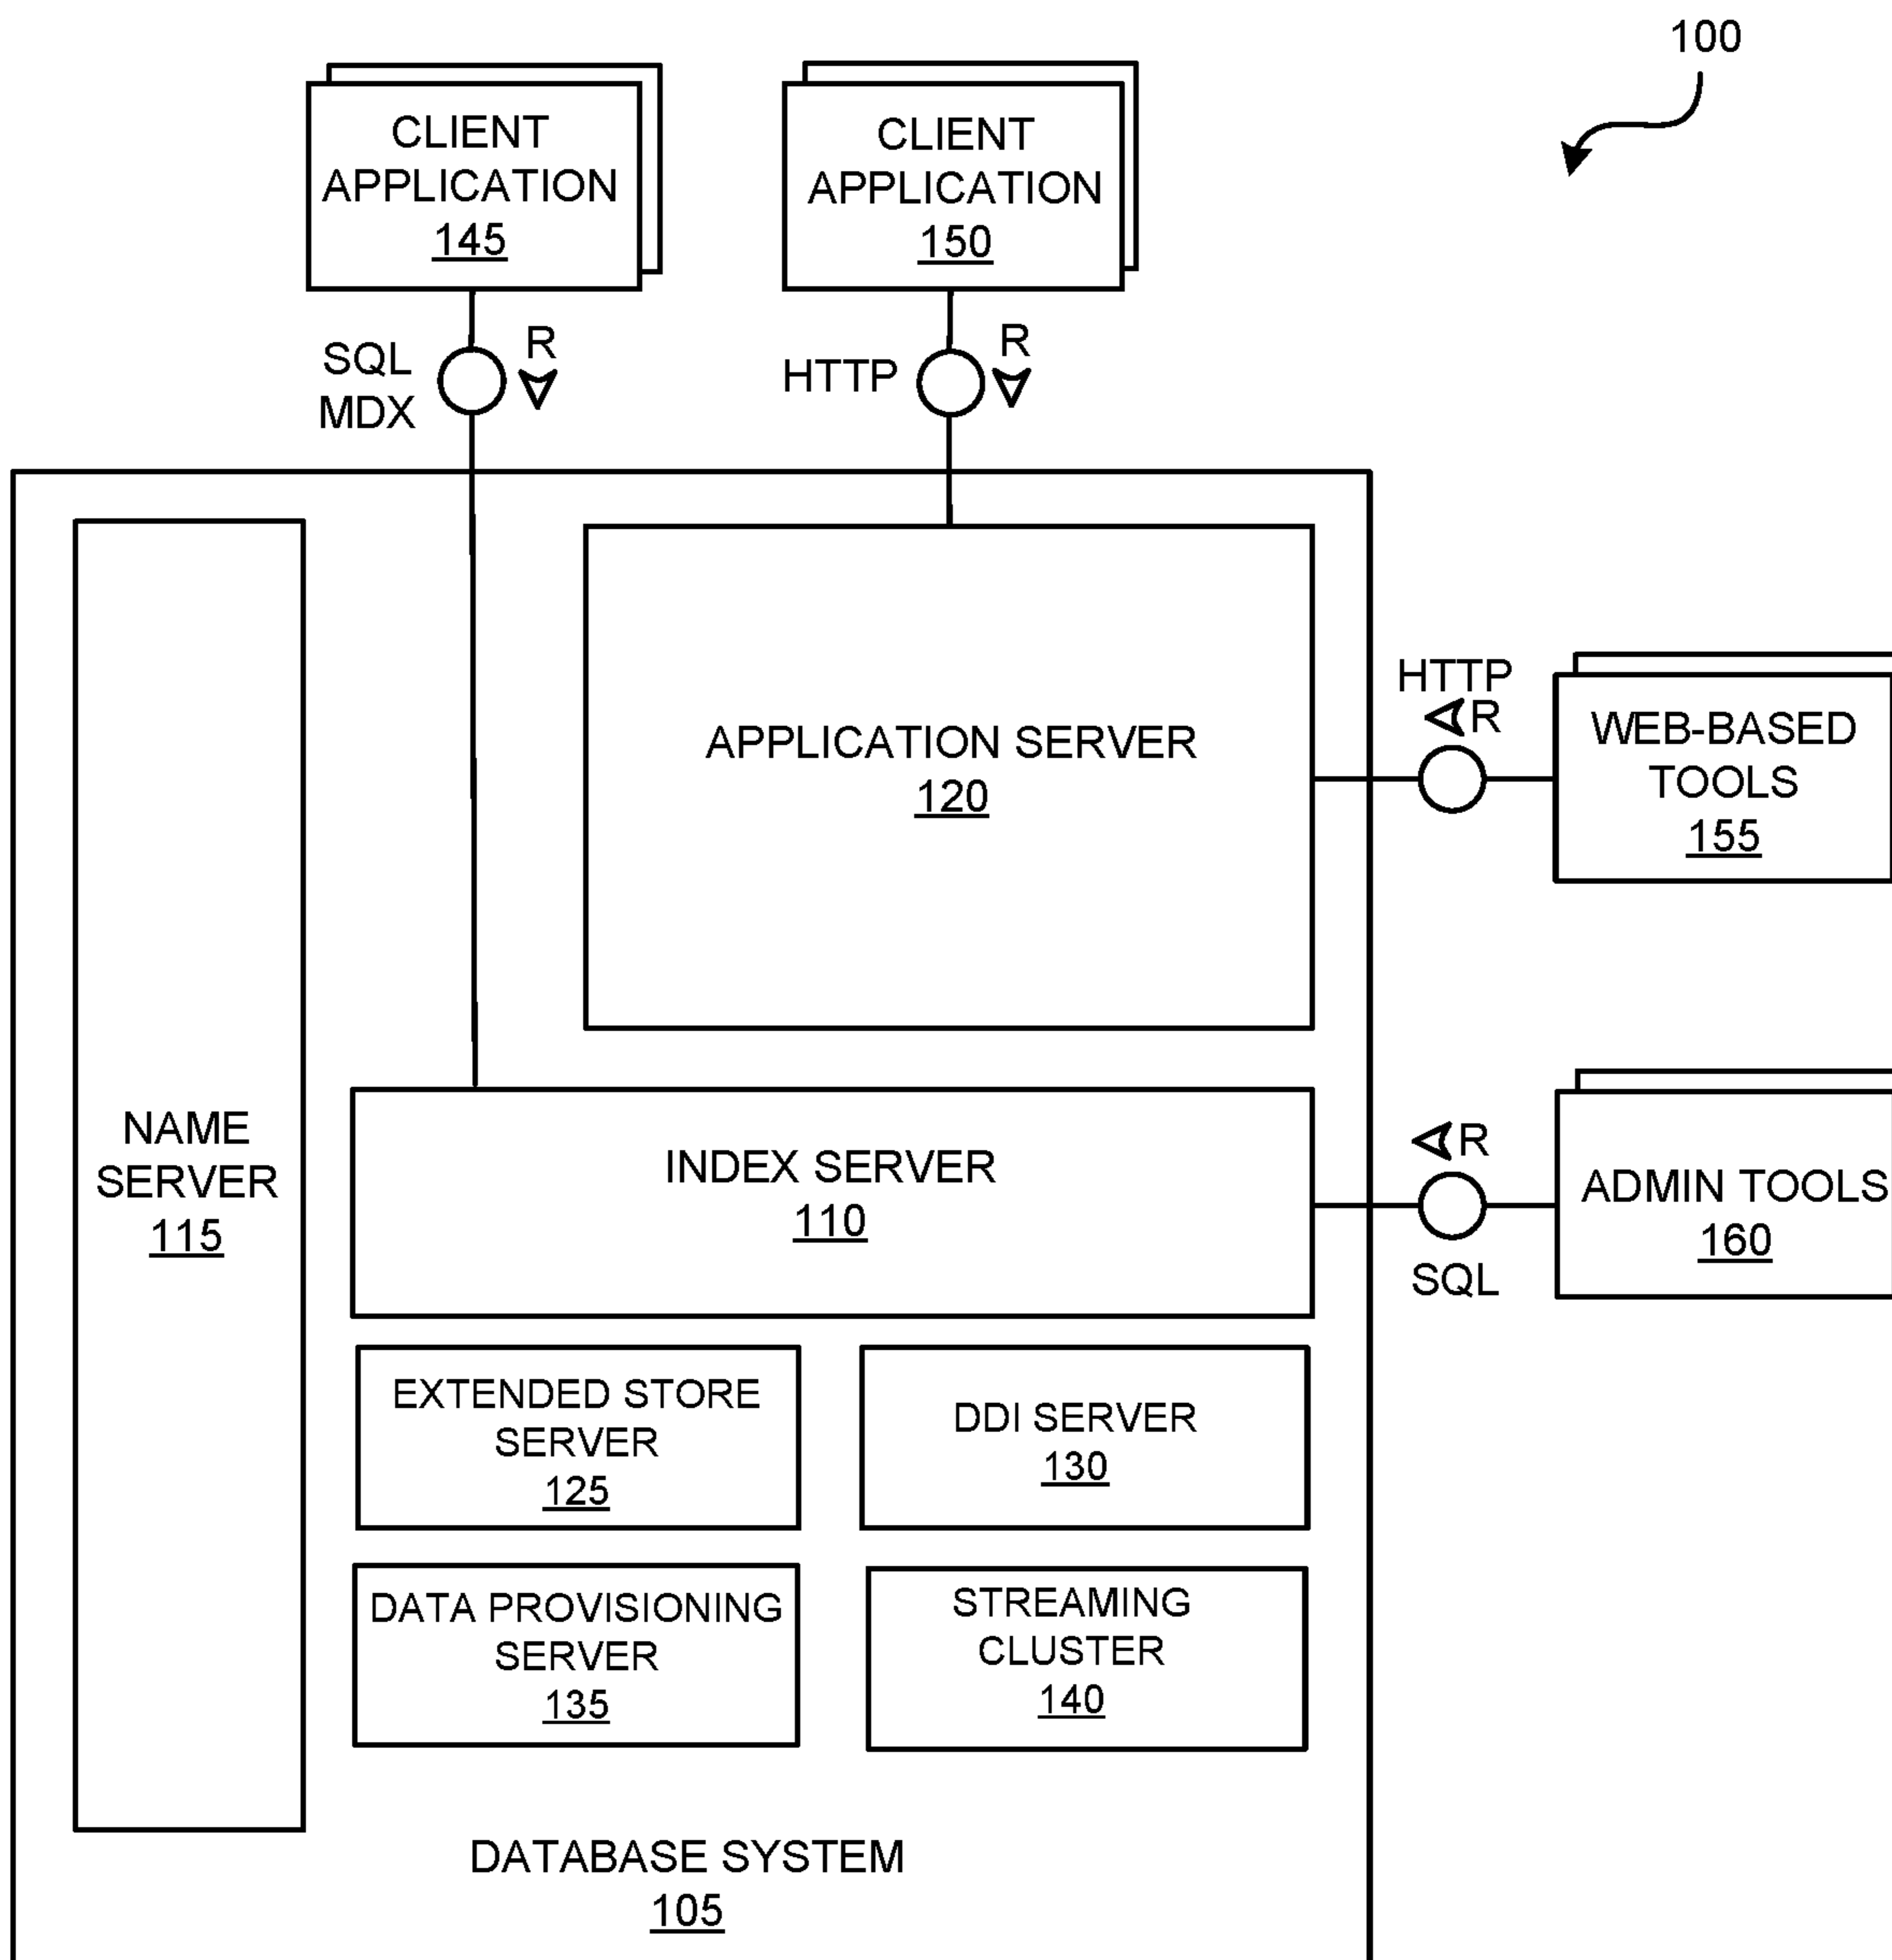 100
CLIENT
APPLICATION
145
CLIENT
APPLICATION
150
SQL
MDX
R
HTTP
R
NAME
SERVER
115
APPLICATION SERVER
120
HTTP
R
WEB-BASED
TOOLS
155
INDEX SERVER
110
R
SQL
ADMIN TOOLS
160
EXTENDED STORE
SERVER
125
DDI SERVER
130
DATA PROVISIONING
SERVER
135
STREAMING
CLUSTER
140
DATABASE SYSTEM
105